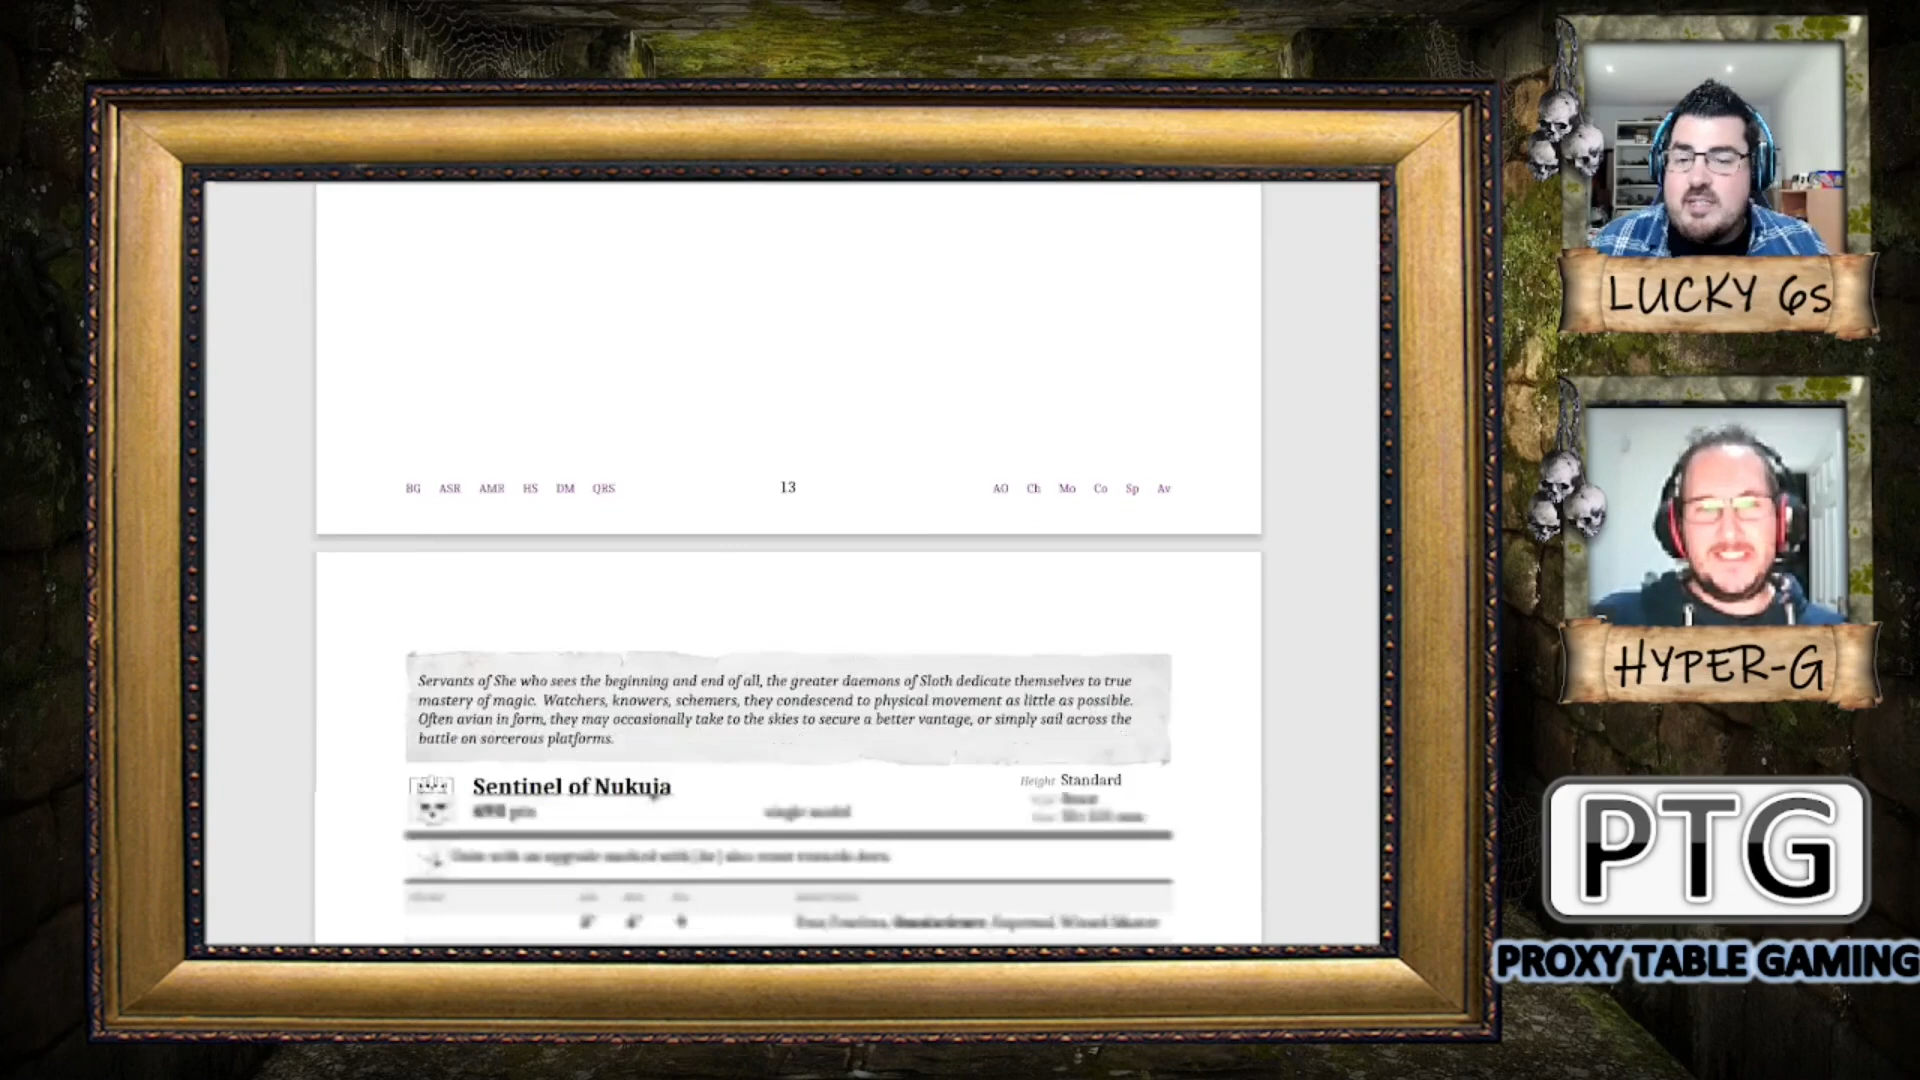 LUCKY 6s
BG ASR AME HS DM QRS 13 AO Ch Mo Co Sp Av
Servants of She who sees the beginning and end of all, the greater daemons of Sloth dedicate themselves to true
mastery of magic. Watchers, knowers, schemers, they condescend to physical movement as little as possible.
Often avian in form, they may occasionally take to the skies to secure a better vantage, or simply sail across the
battle on sorcerous platforms.
Sentinel of Nukuja Height Standard
single model
HYPER-G
PTG
PROXY TABLE GAMING